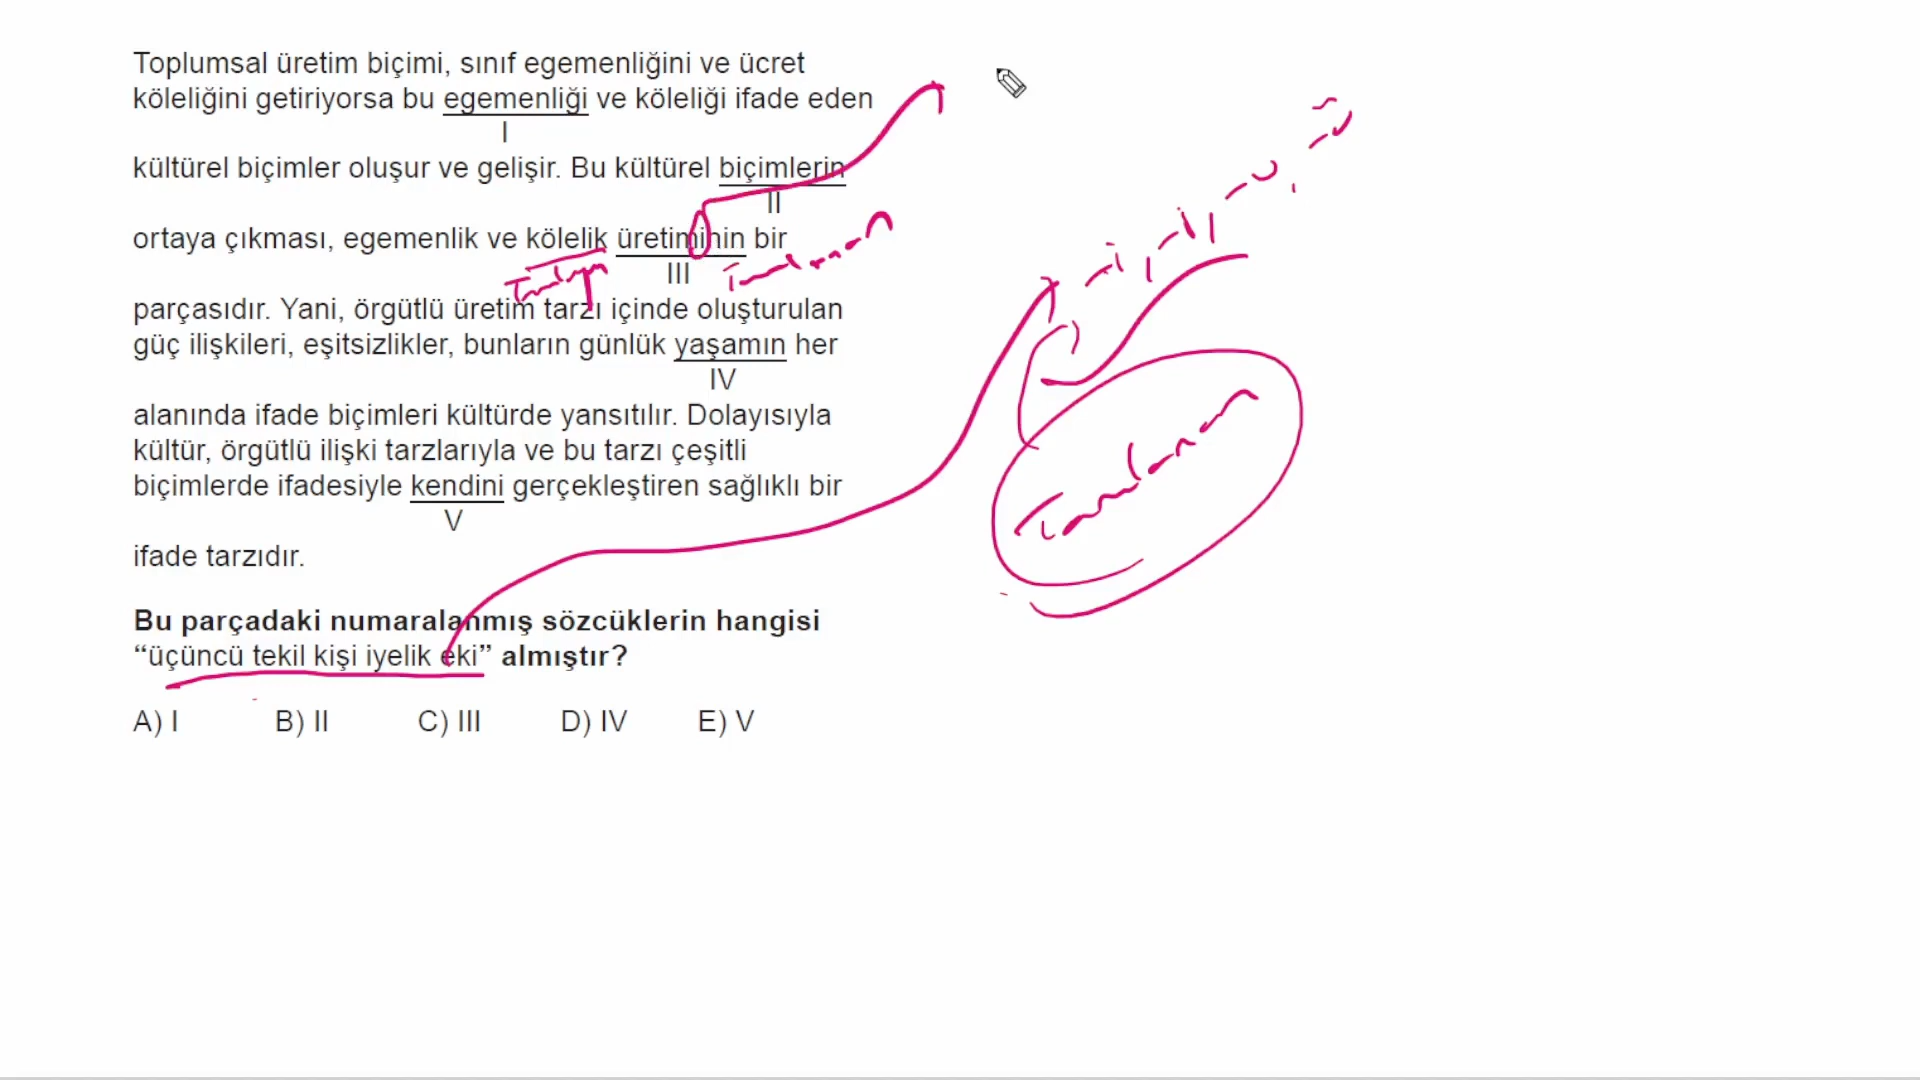 Toplumsal üretim biçimi, sınıf egemenliğini ve ücret
köleliğini getiriyorsa bu egemenliği ve köleliği ifade eden
I
kültürel biçimler oluşur ve gelişir. Bu kültürel biçimlerin
II
ortaya çıkması, egemenlik ve kölelik üretiminin bir
III
Tamlayan Tamlanan
parçasıdır. Yani, örgütlü üretim tarzı içinde oluşturulan
güç ilişkileri, eşitsizlikler, bunların günlük yaşamın her
IV
alanında ifade biçimleri kültürde yansıtılır. Dolayısıyla
kültür, örgütlü ilişki tarzlarıyla ve bu tarzı çeşitli
biçimlerde ifadesiyle kendini gerçekleştiren sağlıklı bir
V
ifade tarzıdır.
Bu parçadaki numaralanmış sözcüklerin hangisi
“üçüncü tekil kişi iyelik eki” almıştır?
A) I B) II C) III D) IV E) V
-i, -ı, -u, -ü
Tamlanan